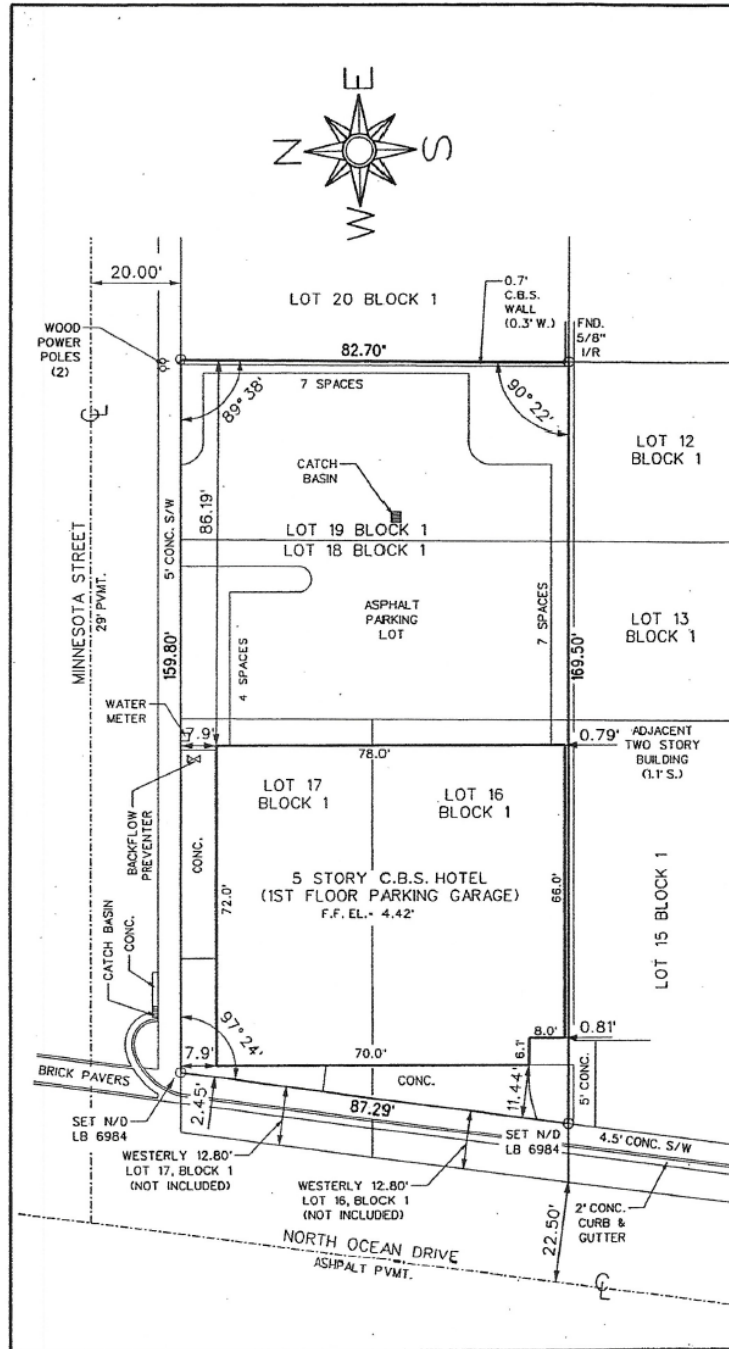 E
N
S
W
20.00'
LOT 20 BLOCK 1
0.7'
C.B.S.
WALL
(0.3' W.)
FND.
5/8"
I/R
WOOD
POWER
POLES
(2)
82.70"
7 SPACES
89°38'
90°22'
LOT 12
BLOCK 1
CATCH
BASIN
86.19'
5' CONC. S/W
LOT 19 BLOCK 1
LOT 18 BLOCK 1
MINNESOTA STREET
29' PVMT.
ASPHALT
PARKING
LOT
7 SPACES
4 SPACES
LOT 13
BLOCK 1
159.80'
169.50'
WATER
METER
7.9'
78.0'
0.79'
ADJACENT
TWO STORY
BUILDING
(1.1' S.)
LOT 17
BLOCK 1
LOT 16
BLOCK 1
BACKFLOW
PREVENTER
CONC.
5 STORY C.B.S. HOTEL
(1ST FLOOR PARKING GARAGE)
F.F. EL.- 4.42'
72.0'
66.0'
LOT 15 BLOCK 1
CATCH BASIN
CONC.
97°24'
8.0'
0.81'
6.1'
7.9'
70.0'
CONC.
11.44'
5' CONC.
BRICK PAVERS
2.45'
87.29'
SET N/D
LB 6984
SET N/D
LB 6984
4.5' CONC. S/W
WESTERLY 12.80'
LOT 17, BLOCK 1
(NOT INCLUDED)
WESTERLY 12.80'
LOT 16, BLOCK 1
(NOT INCLUDED)
2' CONC.
CURB &
GUTTER
22.50'
NORTH OCEAN DRIVE
ASHPALT PVMT.